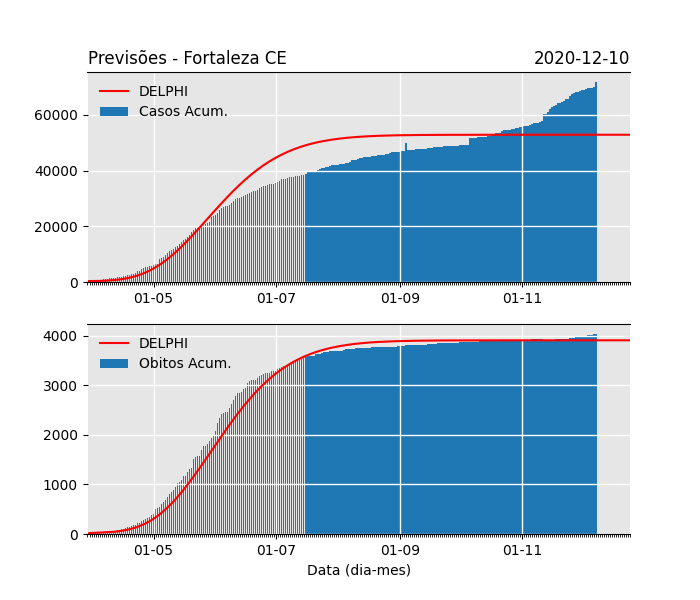 Previsões - Fortaleza CE 2020-12-10
DELPHI
Casos Acum.
60000
40000
20000
0
01-05 01-07 01-09 01-11
DELPHI
Obitos Acum.
4000
3000
2000
1000
0
01-05 01-07 01-09 01-11
Data (dia-mes)